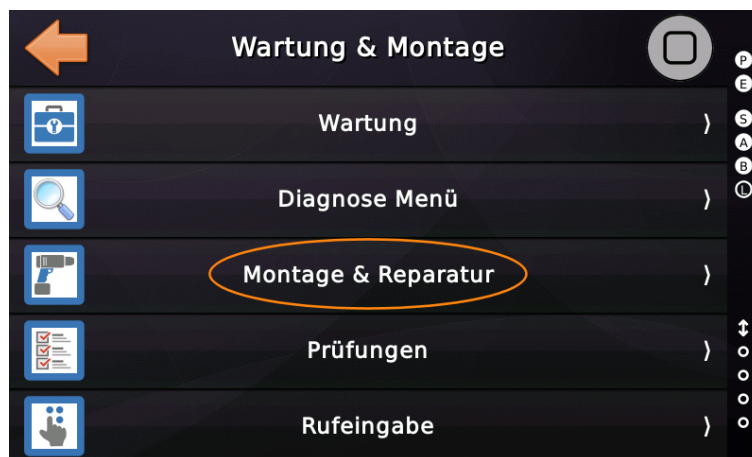 Wartung & Montage
Wartung
Diagnose Menü
Montage & Reparatur
Prüfungen
Rufeingabe
P
E
S
A
B
L